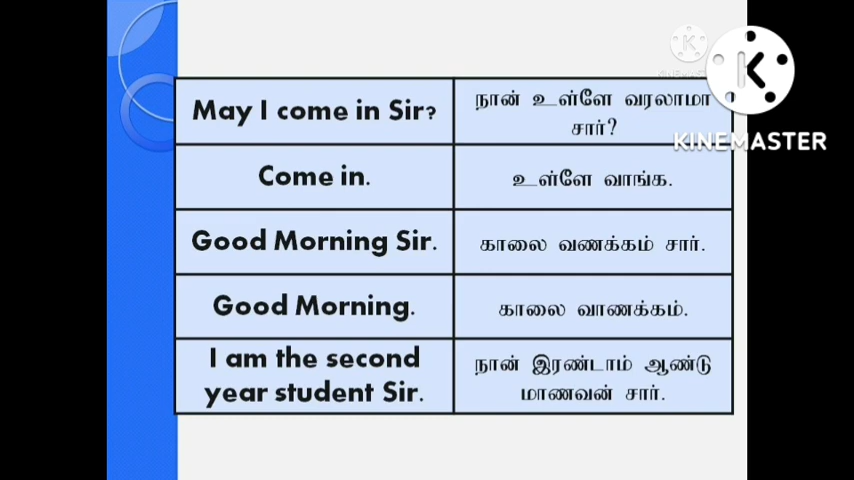 May I come in Sir?
நான் உள்ளே வரலாமா
சார்?
Come in.
உள்ளே வாங்க.
Good Morning Sir.
காலை வணக்கம் சார்.
Good Morning.
காலை வாணக்கம்.
I am the second
year student Sir.
நான் இரண்டாம் ஆண்டு
மாணவன் சார்.
KINEMASTER